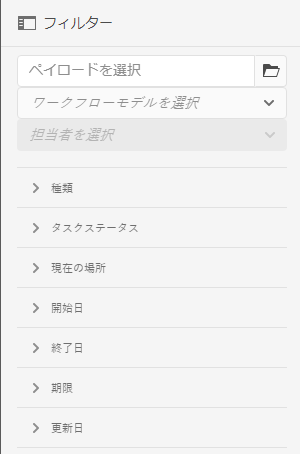 フィルター
ペイロードを選択
ワークフローモデルを選択
担当者を選択
種類
タスクステータス
現在の場所
開始日
終了日
期限
更新日